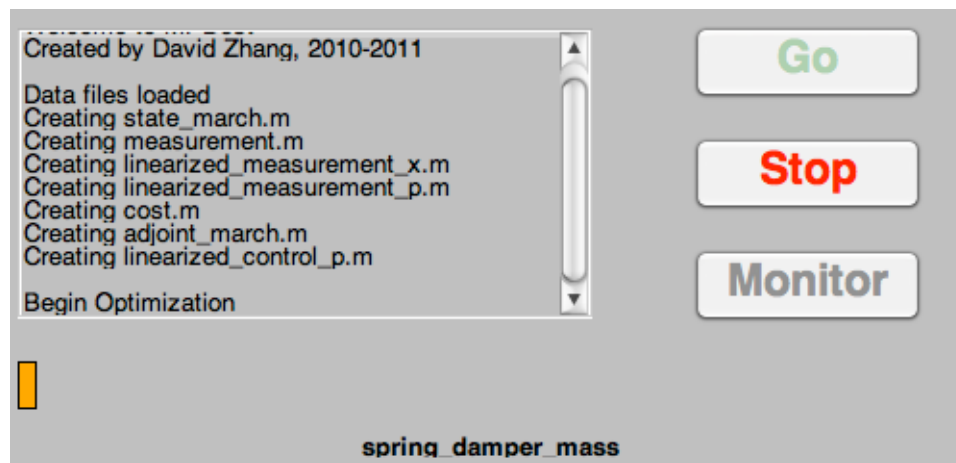 Created by David Zhang, 2010-2011
Data files loaded
Creating state_march.m
Creating measurement.m
Creating linearized_measurement_x.m
Creating linearized_measurement_p.m
Creating cost.m
Creating adjoint_march.m
Creating linearized_control_p.m
Begin Optimization
Go
Stop
Monitor
spring_damper_mass